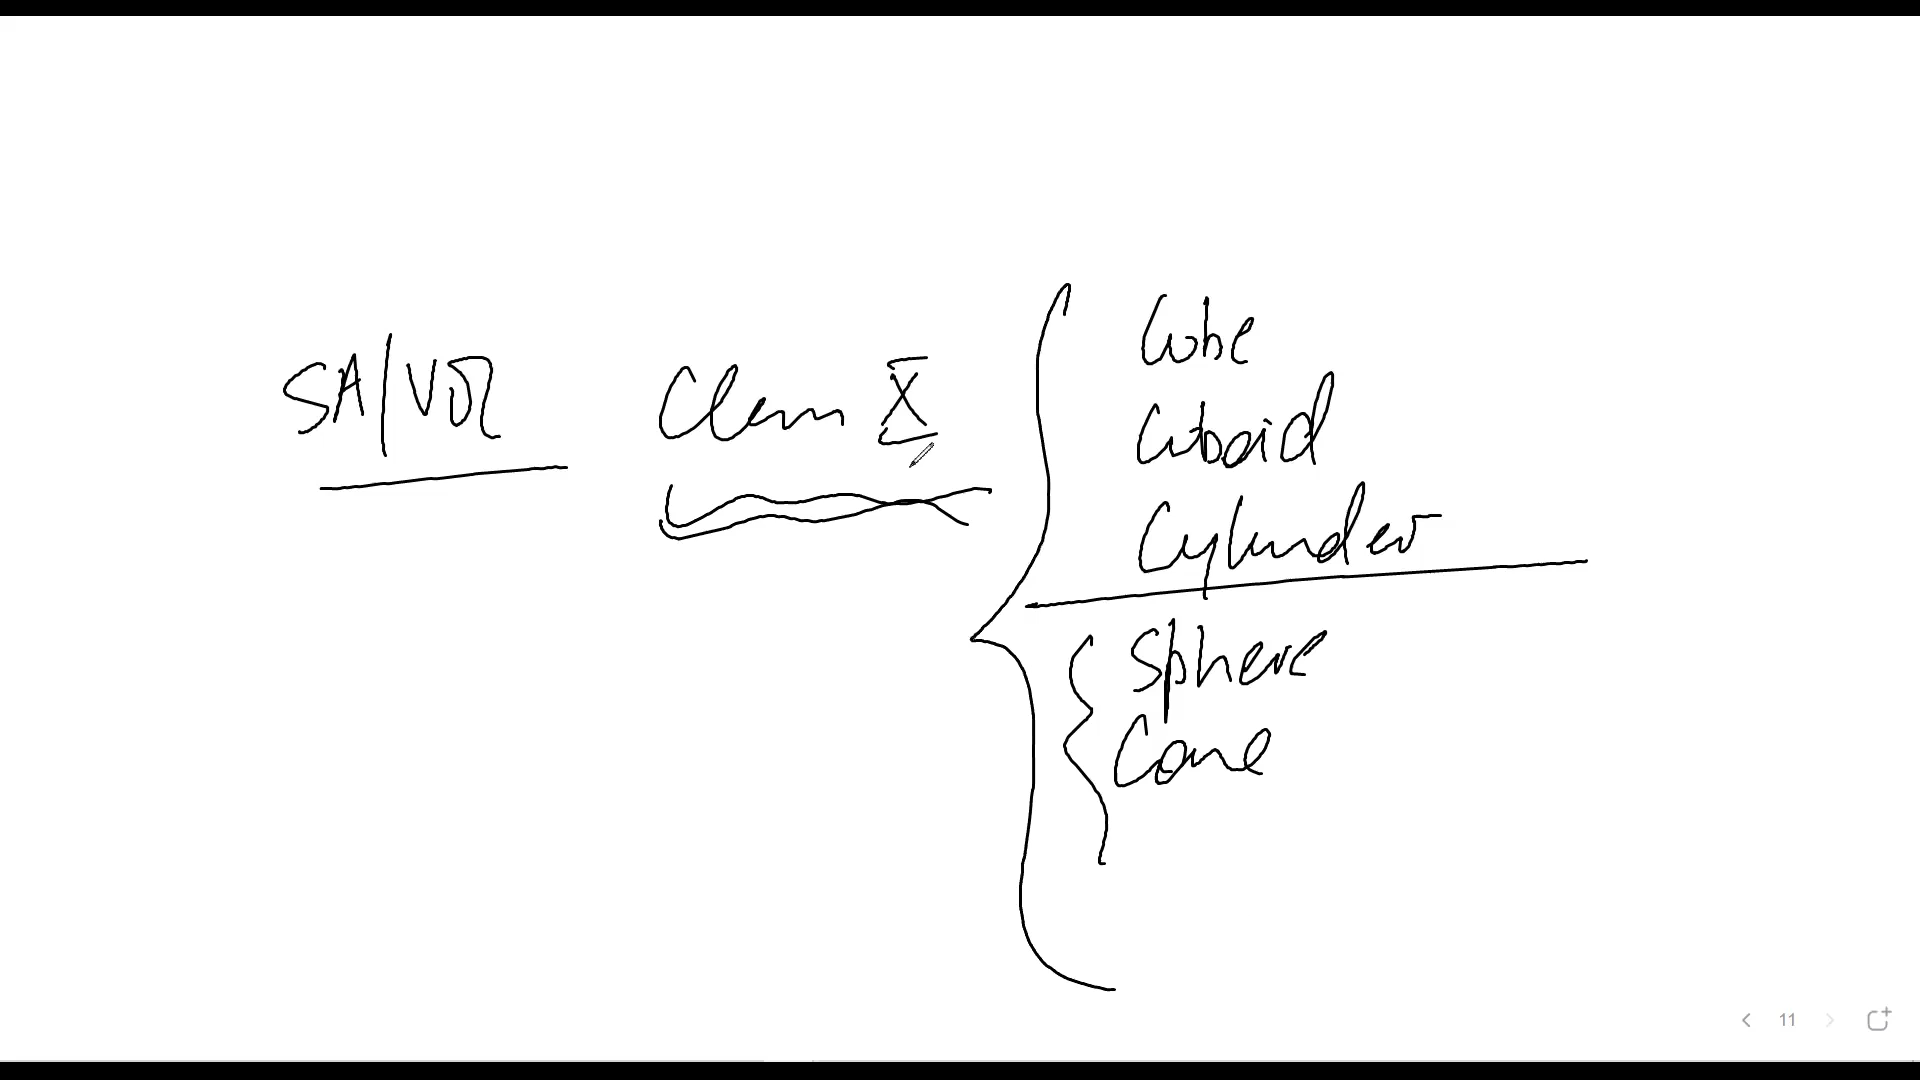 SA/VOL Class X
Cube
Cuboid
Cylinder
Sphere
Cone
11